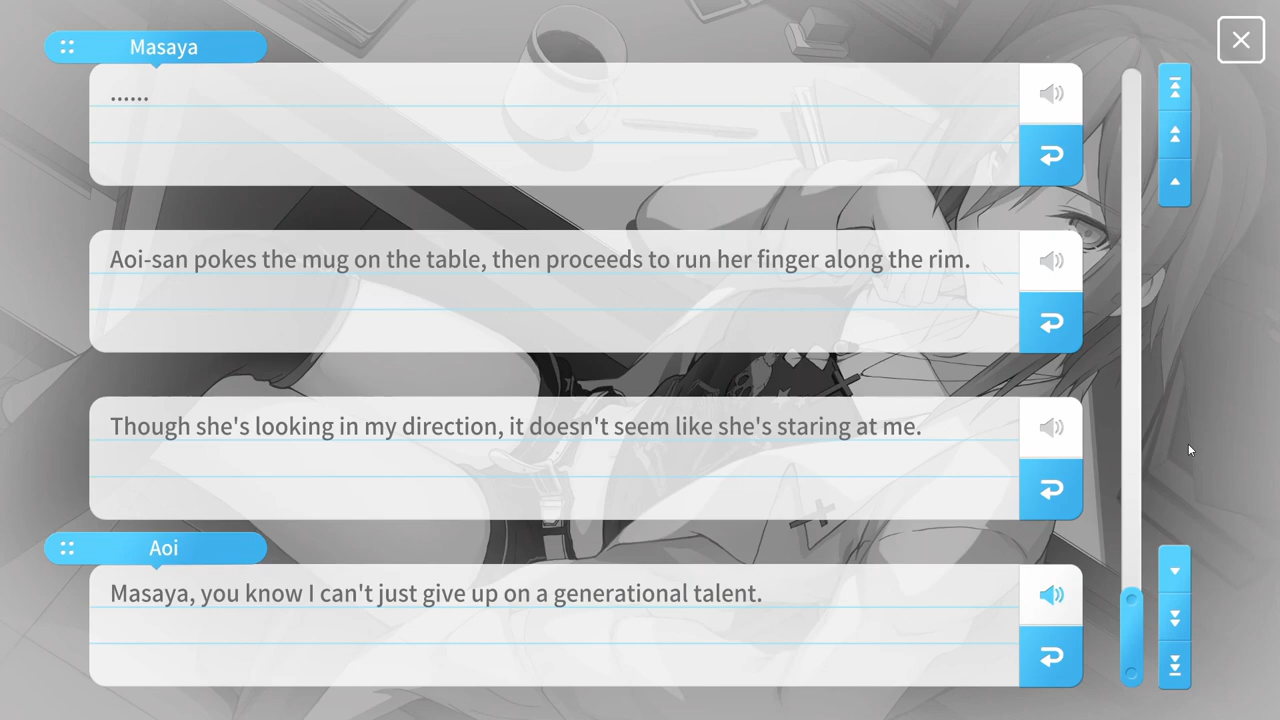 Masaya
......
Aoi-san pokes the mug on the table, then proceeds to run her finger along the rim.
Though she's looking in my direction, it doesn't seem like she's staring at me.
Aoi
Masaya, you know I can't just give up on a generational talent.